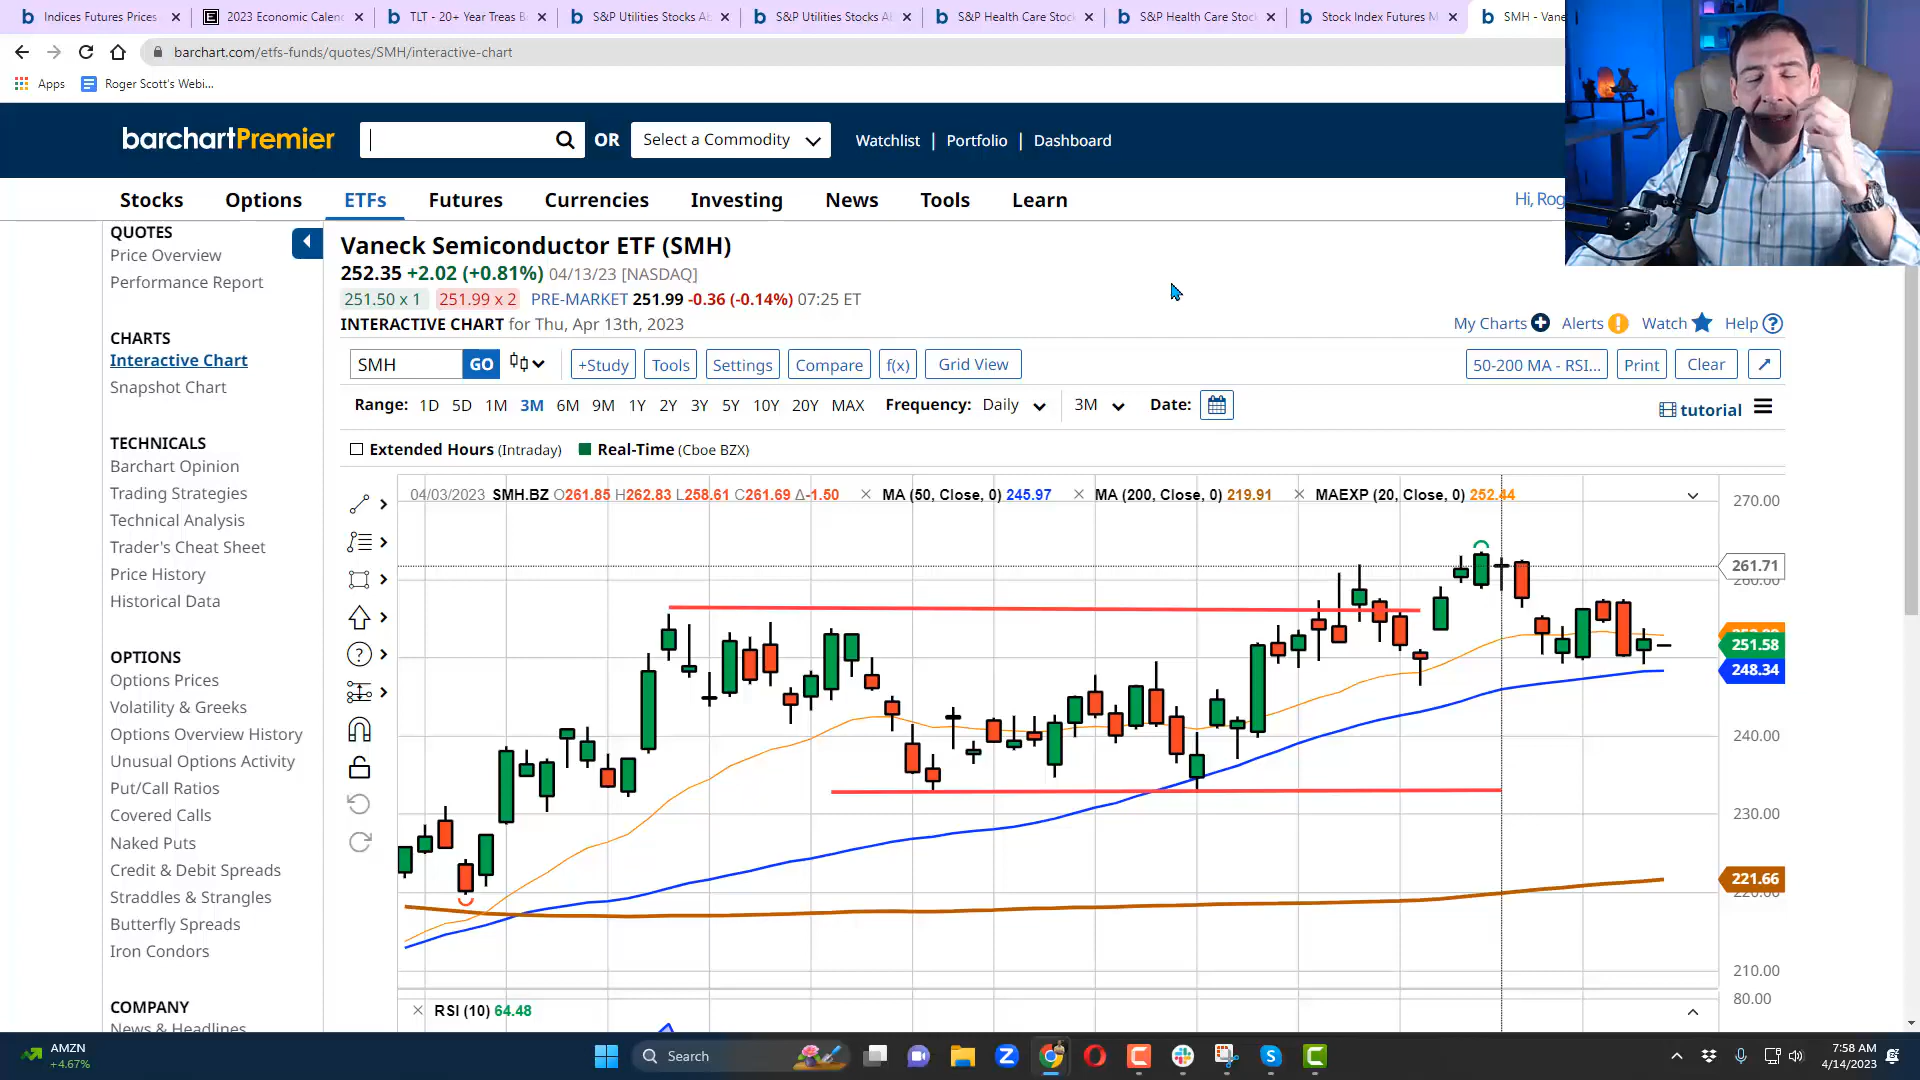 Indices Futures Prices
2023 Economic Calen
TLT - 20+ Year Treas B
S&P Utilities Stocks A
S&P Utilities Stocks A
S&P Health Care Stock
S&P Health Care Stoc
Stock Index Futures M
SMH - Vane
barchart.com/etfs-funds/quotes/SMH/interactive-chart
Apps
Roger Scott's Webi...
barchartPremier
OR
Select a Commodity
Watchlist | Portfolio | Dashboard
Stocks
Options
ETFs
Futures
Currencies
Investing
News
Tools
Learn
Hi, Rog
QUOTES
Price Overview
Performance Report
CHARTS
Interactive Chart
Snapshot Chart
TECHNICALS
Barchart Opinion
Trading Strategies
Technical Analysis
Trader's Cheat Sheet
Price History
Historical Data
OPTIONS
Options Prices
Volatility & Greeks
Options Overview History
Unusual Options Activity
Put/Call Ratios
Covered Calls
Naked Puts
Credit & Debit Spreads
Straddles & Strangles
Butterfly Spreads
Iron Condors
COMPANY
News & Headlines
Vaneck Semiconductor ETF (SMH)
252.35 +2.02 (+0.81%) 04/13/23 [NASDAQ]
251.50 x 1 251.99 x 2 PRE-MARKET 251.99 -0.36 (-0.14%) 07:25 ET
INTERACTIVE CHART for Thu, Apr 13th, 2023
My Charts
Alerts
Watch
Help
SMH
GO
+Study
Tools
Settings
Compare
f(x)
Grid View
50-200 MA - RSI...
Print
Clear
Range: 1D 5D 1M 3M 6M 9M 1Y 2Y 3Y 5Y 10Y 20Y MAX Frequency: Daily 3M Date:
tutorial
Extended Hours (Intraday) Real-Time (Cboe BZX)
04/03/2023 SMH.BZ O261.85 H262.83 L258.61 C261.69 Δ-1.50 MA (50, Close, 0) 245.97 MA (200, Close, 0) 219.91 MAEXP (20, Close, 0) 252.44
270.00
261.71
260.00
251.58
248.34
240.00
230.00
221.66
220.00
210.00
80.00
RSI (10) 64.48
AMZN
+4.67%
Search
7:58 AM
4/14/2023